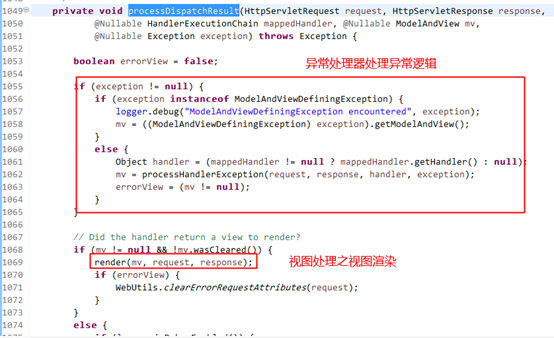 1049 private void processDispatchResult(HttpServletRequest request, HttpServletResponse response,
1050 @Nullable HandlerExecutionChain mappedHandler, @Nullable ModelAndView mv,
1051 @Nullable Exception exception) throws Exception {
1052
1053 boolean errorView = false;
1054 异常处理器处理异常逻辑
1055 if (exception != null) {
1056 if (exception instanceof ModelAndViewDefiningException) {
1057 logger.debug("ModelAndViewDefiningException encountered", exception);
1058 mv = ((ModelAndViewDefiningException) exception).getModelAndView();
1059 }
1060 else {
1061 Object handler = (mappedHandler != null ? mappedHandler.getHandler() : null);
1062 mv = processHandlerException(request, response, handler, exception);
1063 errorView = (mv != null);
1064 }
1065 }
1066
1067 // Did the handler return a view to render?
1068 if (mv != null && !mv.wasCleared()) {
1069 render(mv, request, response); 视图处理之视图渲染
1070 if (errorView) {
1071 WebUtils.clearErrorRequestAttributes(request);
1072 }
1073 }
1074 else {